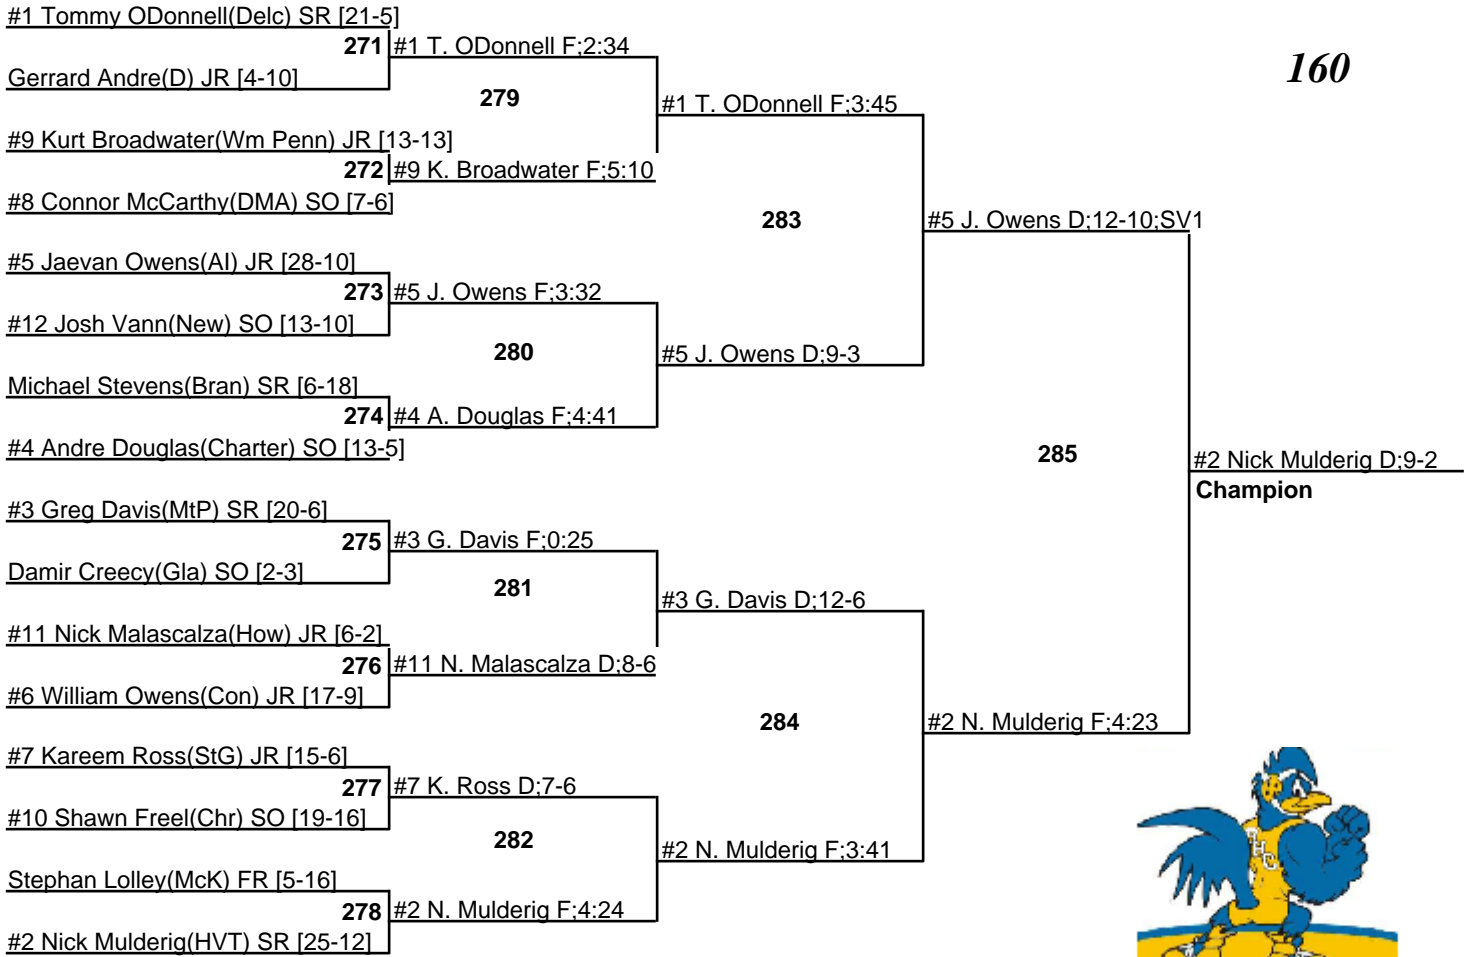 #1 Tommy ODonnell(Delc) SR [21-5]
271 #1 T. ODonnell F;2:34
160
Gerrard Andre(D) JR [4-10]
279
#1 T. ODonnell F;3:45
#9 Kurt Broadwater(Wm Penn) JR [13-13]
272 #9 K. Broadwater F;5:10
#8 Connor McCarthy(DMA) SO [7-6]
283
#5 J. Owens D;12-10;SV1
#5 Jaevan Owens(AI) JR [28-10]
273 #5 J. Owens F;3:32
#12 Josh Vann(New) SO [13-10]
280
#5 J. Owens D;9-3
Michael Stevens(Bran) SR [6-18]
274 #4 A. Douglas F;4:41
#4 Andre Douglas(Charter) SO [13-5]
285
#2 Nick Mulderig D;9-2
Champion
#3 Greg Davis(MtP) SR [20-6]
275 #3 G. Davis F;0:25
Damir Creecy(Gla) SO [2-3]
281
#3 G. Davis D;12-6
#11 Nick Malascalza(How) JR [6-2]
276 #11 N. Malascalza D;8-6
#6 William Owens(Con) JR [17-9]
284
#2 N. Mulderig F;4:23
#7 Kareem Ross(StG) JR [15-6]
277 #7 K. Ross D;7-6
#10 Shawn Freel(Chr) SO [19-16]
282
#2 N. Mulderig F;3:41
Stephan Lolley(McK) FR [5-16]
278 #2 N. Mulderig F;4:24
#2 Nick Mulderig(HVT) SR [25-12]